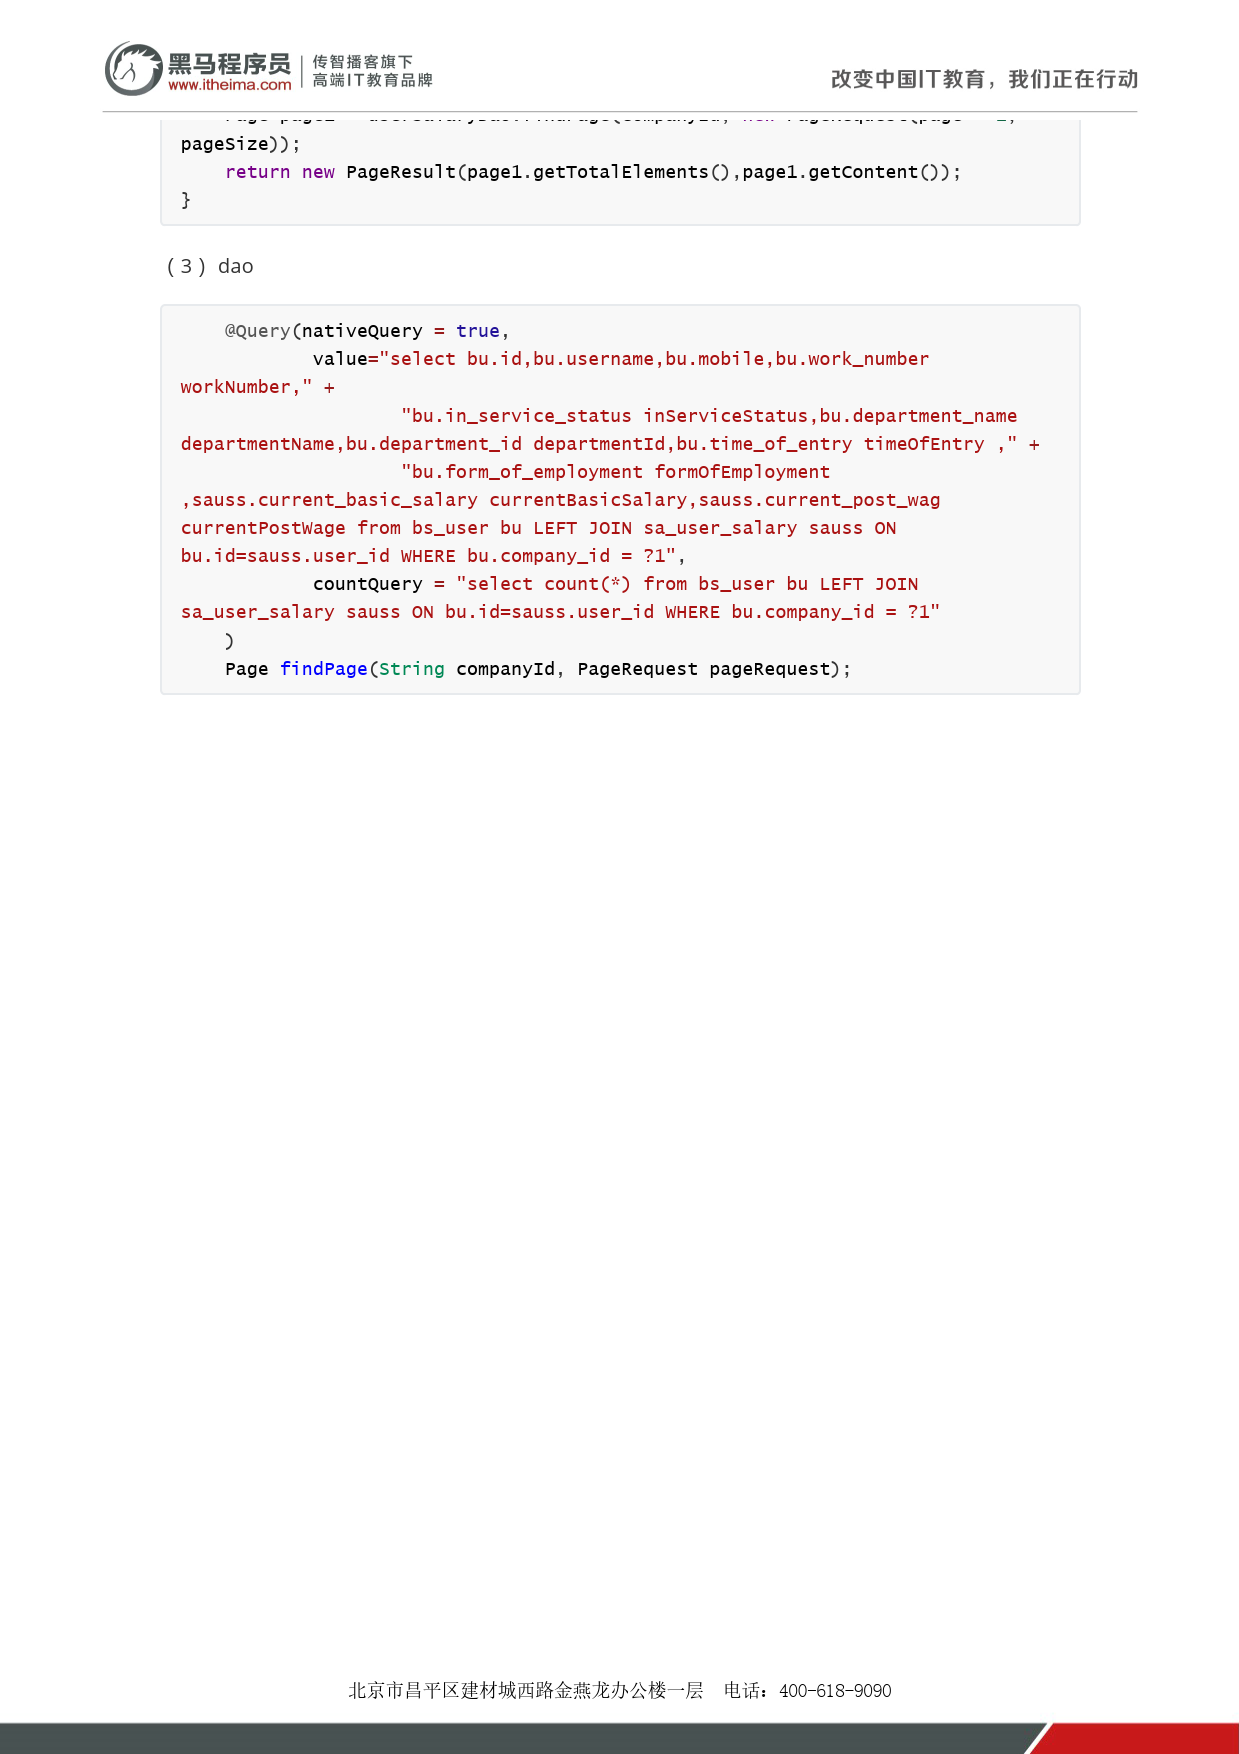 黑马程序员
www.itheima.com
传智播客旗下
高端IT教育品牌
改变中国IT教育，我们正在行动
pageSize));
    return new PageResult(page1.getTotalElements(),page1.getContent());
}
（3）dao
    @Query(nativeQuery = true,
            value="select bu.id,bu.username,bu.mobile,bu.work_number
workNumber," +
                    "bu.in_service_status inServiceStatus,bu.department_name
departmentName,bu.department_id departmentId,bu.time_of_entry timeOfEntry ," +
                    "bu.form_of_employment formOfEmployment
,sauss.current_basic_salary currentBasicSalary,sauss.current_post_wag
currentPostWage from bs_user bu LEFT JOIN sa_user_salary sauss ON
bu.id=sauss.user_id WHERE bu.company_id = ?1",
            countQuery = "select count(*) from bs_user bu LEFT JOIN
sa_user_salary sauss ON bu.id=sauss.user_id WHERE bu.company_id = ?1"
    )
    Page findPage(String companyId, PageRequest pageRequest);
北京市昌平区建材城西路金燕龙办公楼一层 电话：400-618-9090